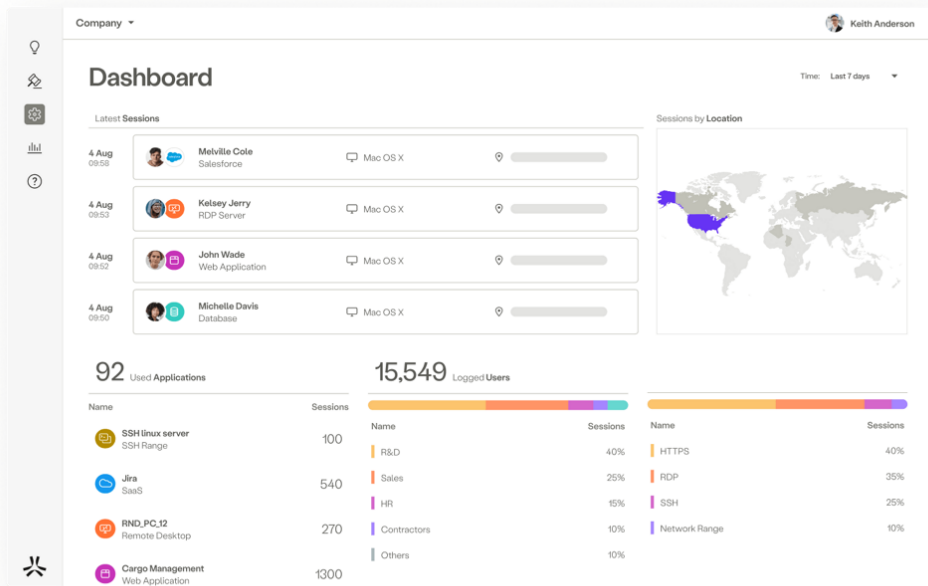 Company
Keith Anderson
Dashboard
Time: Last 7 days
Latest Sessions
Sessions by Location
4 Aug
09:58
Melville Cole
Salesforce
Mac OS X
4 Aug
09:53
Kelsey Jerry
RDP Server
Mac OS X
4 Aug
09:52
John Wade
Web Application
Mac OS X
4 Aug
09:50
Michelle Davis
Database
Mac OS X
92 Used Applications
Name Sessions
SSH linux server
SSH Range
100
Jira
SaaS
540
RND_PC_12
Remote Desktop
270
Cargo Management
Web Application
1300
15,549 Logged Users
Name Sessions
R&D 40%
Sales 25%
HR 15%
Contractors 10%
Others 10%
Name Sessions
HTTPS 40%
RDP 35%
SSH 25%
Network Range 10%